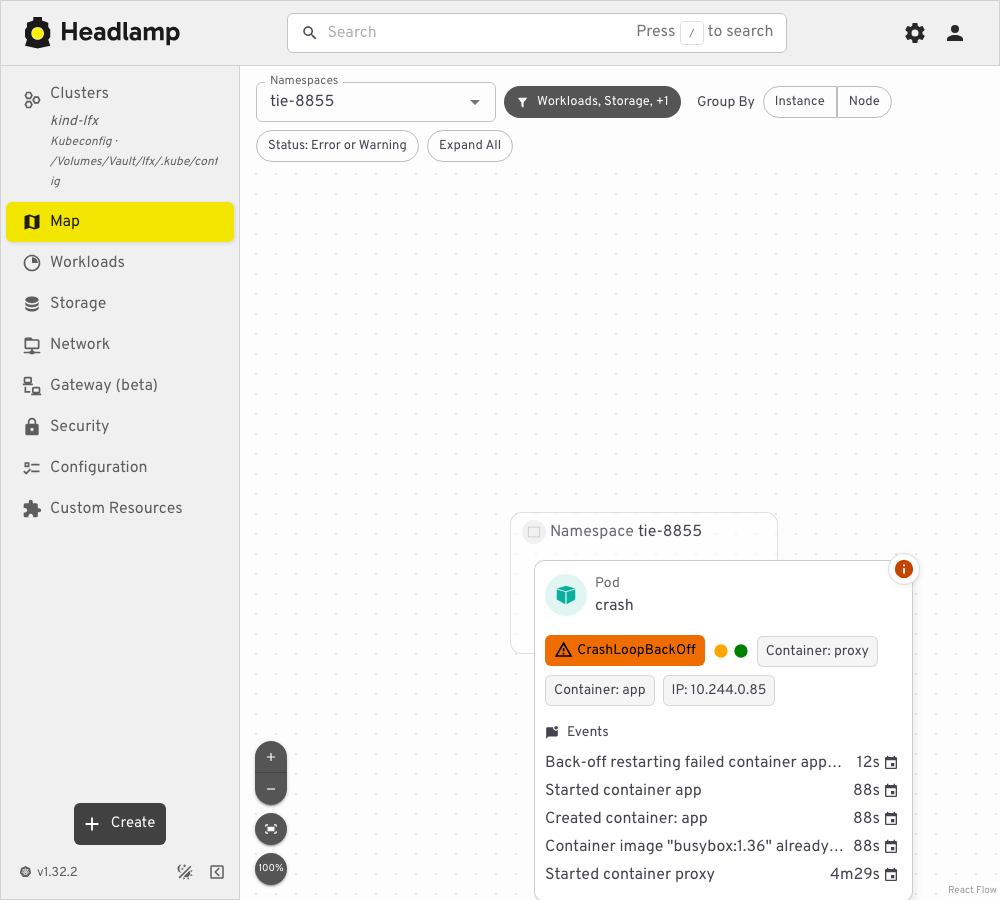 Headlamp
Search
Press / to search
Clusters
kind-lfx
Kubeconfig ·
/Volumes/Vault/lfx/.kube/conf
ig
Map
Workloads
Storage
Network
Gateway (beta)
Security
Configuration
Custom Resources
Create
v1.32.2
Namespaces
tie-8855
Workloads, Storage, +1
Group By
Instance
Node
Status: Error or Warning
Expand All
Namespace tie-8855
Pod
crash
CrashLoopBackOff
Container: proxy
Container: app
IP: 10.244.0.85
Events
Back-off restarting failed container app… 12s
Started container app 88s
Created container: app 88s
Container image "busybox:1.36" already… 88s
Started container proxy 4m29s
+
−
100%
React Flow